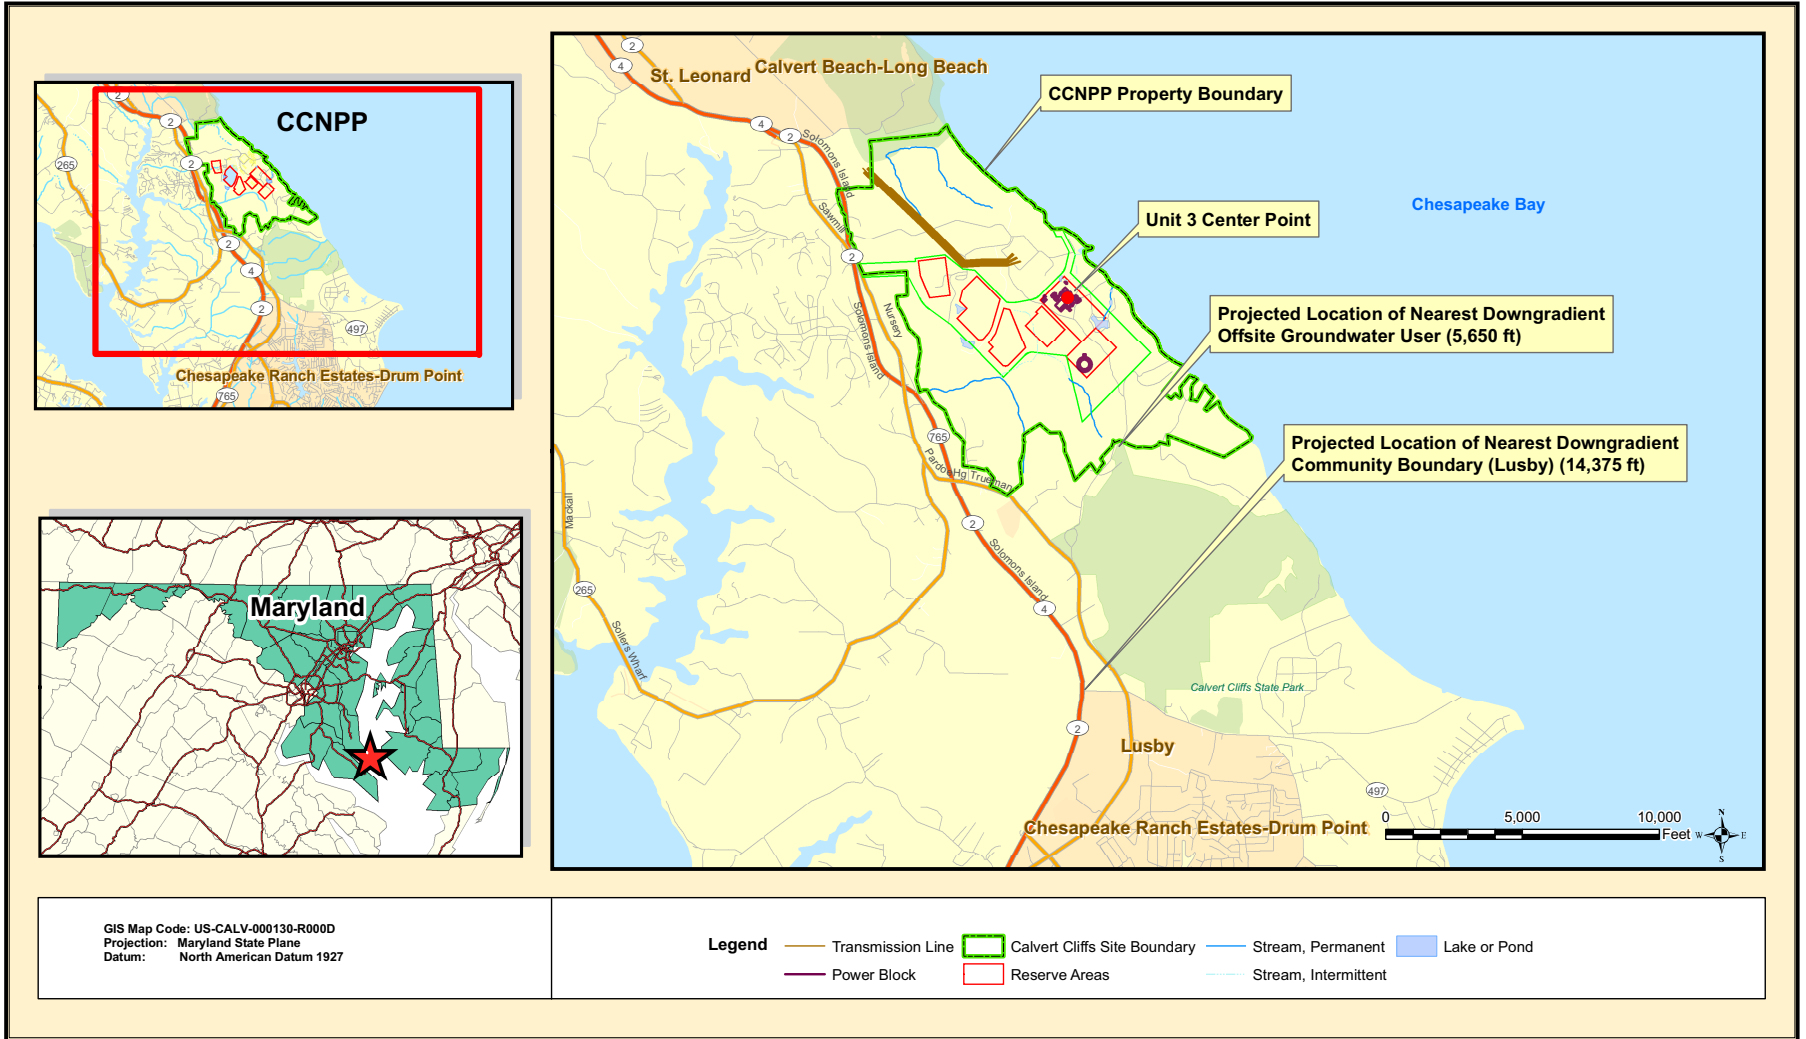 CCNPP
2
2
2
265
2
4
2
497
Chesapeake Ranch Estates-Drum Point
765
Maryland
2
4
St. Leonard
Calvert Beach-Long Beach
CCNPP Property Boundary
4
2
Solomons Island
Chesapeake Bay
Unit 3 Center Point
Sawmill
2
Nursery
Solomons Island
Projected Location of Nearest Downgradient
Offsite Groundwater User (5,650 ft)
765
Projected Location of Nearest Downgradient
Community Boundary (Lusby) (14,375 ft)
Pardoe
Hg Trueman
Mackall
2
Solomons Island
265
4
Sollers Wharf
Calvert Cliffs State Park
2
Lusby
497
Chesapeake Ranch Estates-Drum Point
0
5,000
10,000
Feet
N
W
E
S
GIS Map Code: US-CALV-000130-R000D
Projection: Maryland State Plane
Datum: North American Datum 1927
Legend
Transmission Line
Calvert Cliffs Site Boundary
Stream, Permanent
Lake or Pond
Power Block
Reserve Areas
Stream, Intermittent